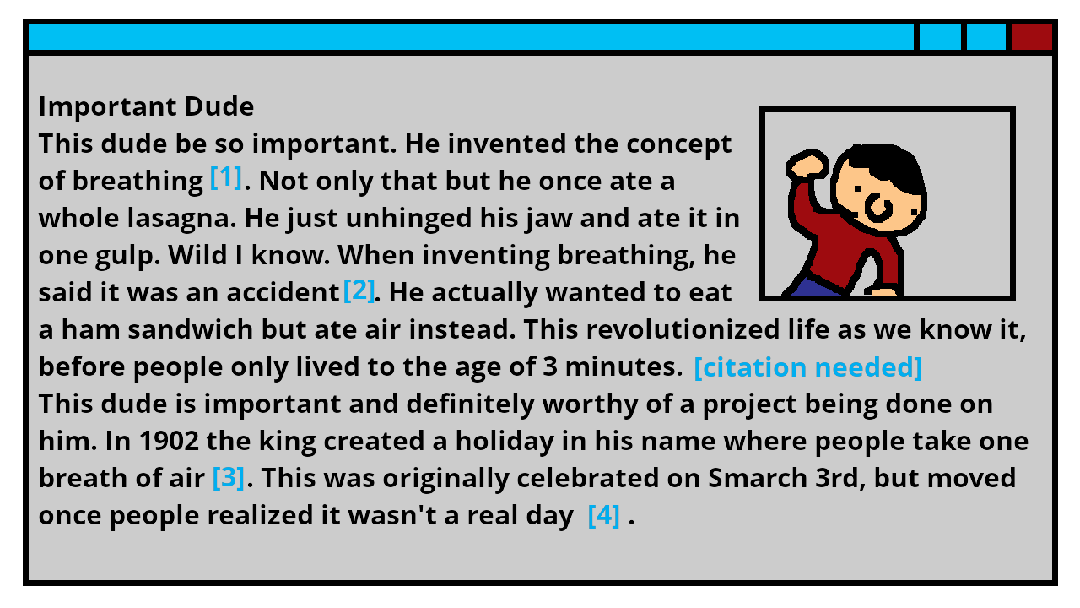 Important Dude
This dude be so important. He invented the concept
of breathing [1]. Not only that but he once ate a
whole lasagna. He just unhinged his jaw and ate it in
one gulp. Wild I know. When inventing breathing, he
said it was an accident[2]. He actually wanted to eat
a ham sandwich but ate air instead. This revolutionized life as we know it,
before people only lived to the age of 3 minutes. [citation needed]
This dude is important and definitely worthy of a project being done on
him. In 1902 the king created a holiday in his name where people take one
breath of air [3]. This was originally celebrated on Smarch 3rd, but moved
once people realized it wasn't a real day [4] .